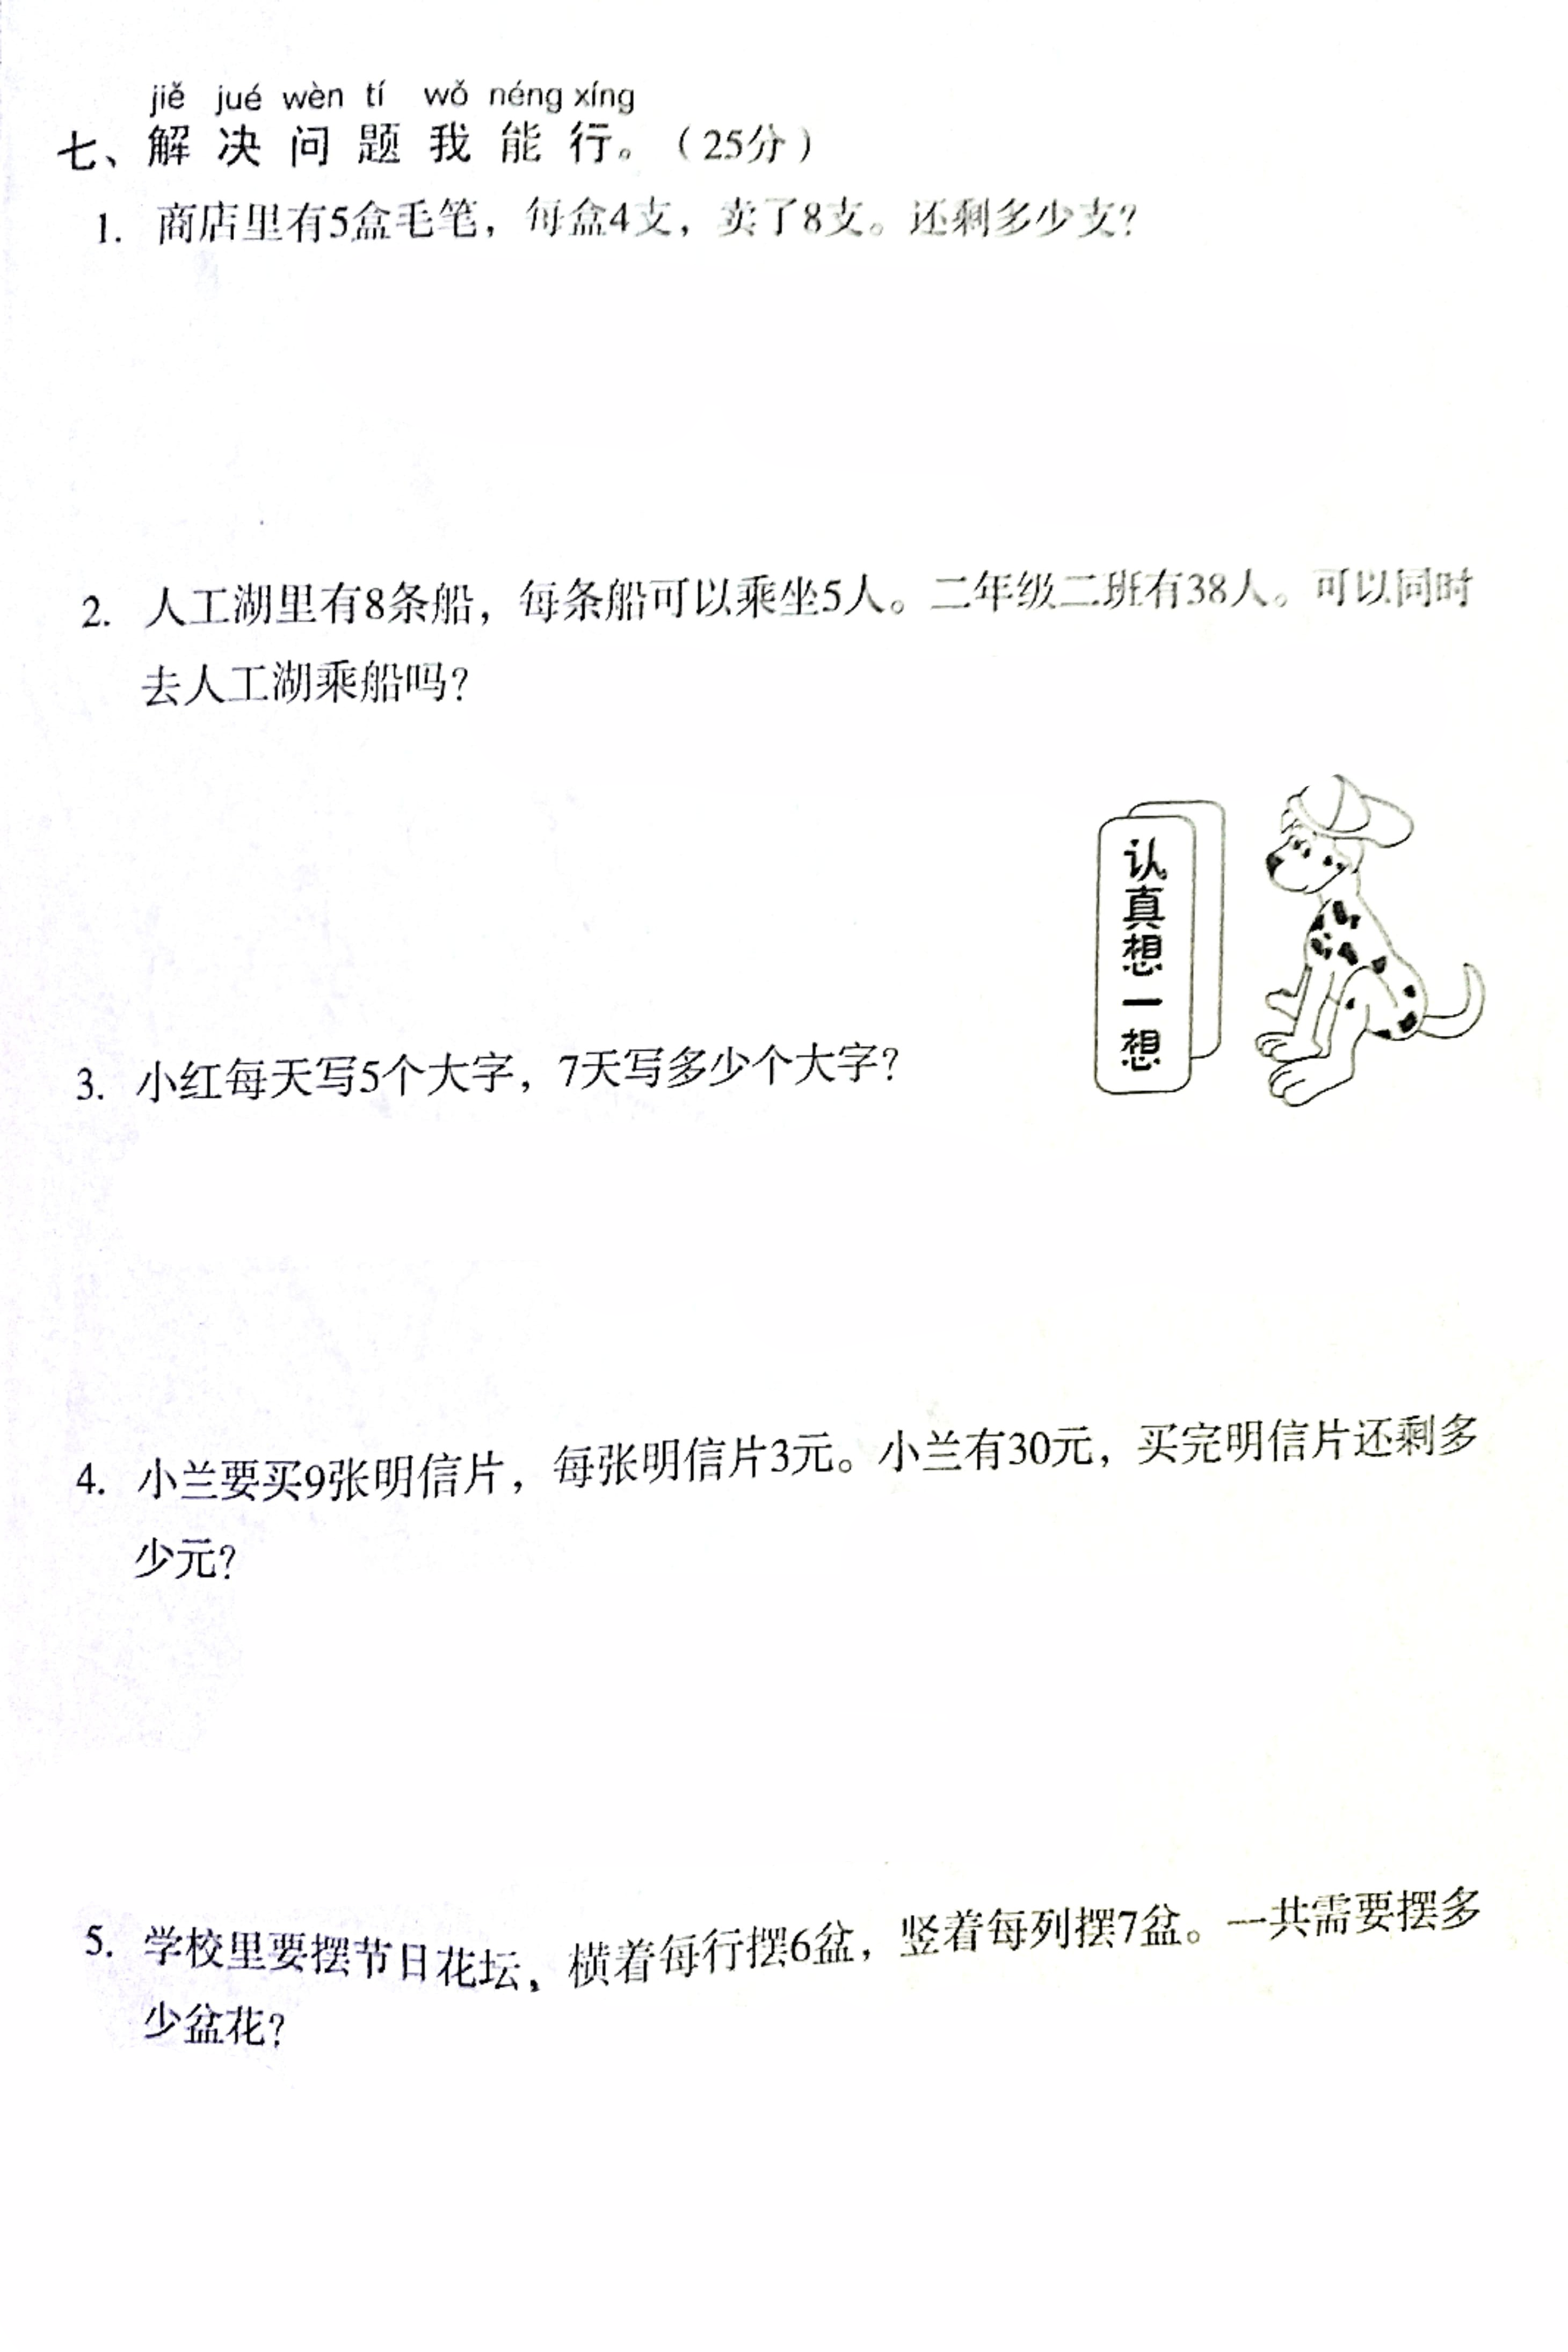 jiě jué wèn tí wǒ néng xíng
七、解决问题我能行。(25分)
1. 商店里有5盒毛笔，每盒4支，卖了8支。还剩多少支?
2. 人工湖里有8条船，每条船可以乘坐5人。二年级二班有38人。可以同时
去人工湖乘船吗?
认真想一想
3. 小红每天写5个大字，7天写多少个大字?
4. 小兰要买9张明信片，每张明信片3元。小兰有30元，买完明信片还剩多
少元?
5. 学校里要摆节日花坛，横着每行摆6盆，竖着每列摆7盆。一共需要摆多
少盆花?